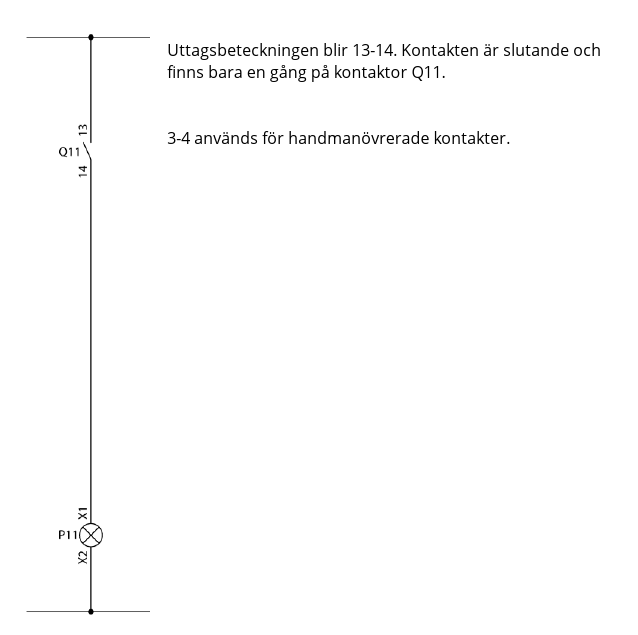 Uttagsbeteckningen blir 13-14. Kontakten är slutande och
finns bara en gång på kontaktor Q11.
13
3-4 används för handmanövrerade kontakter.
Q11
14
X1
P11
X2